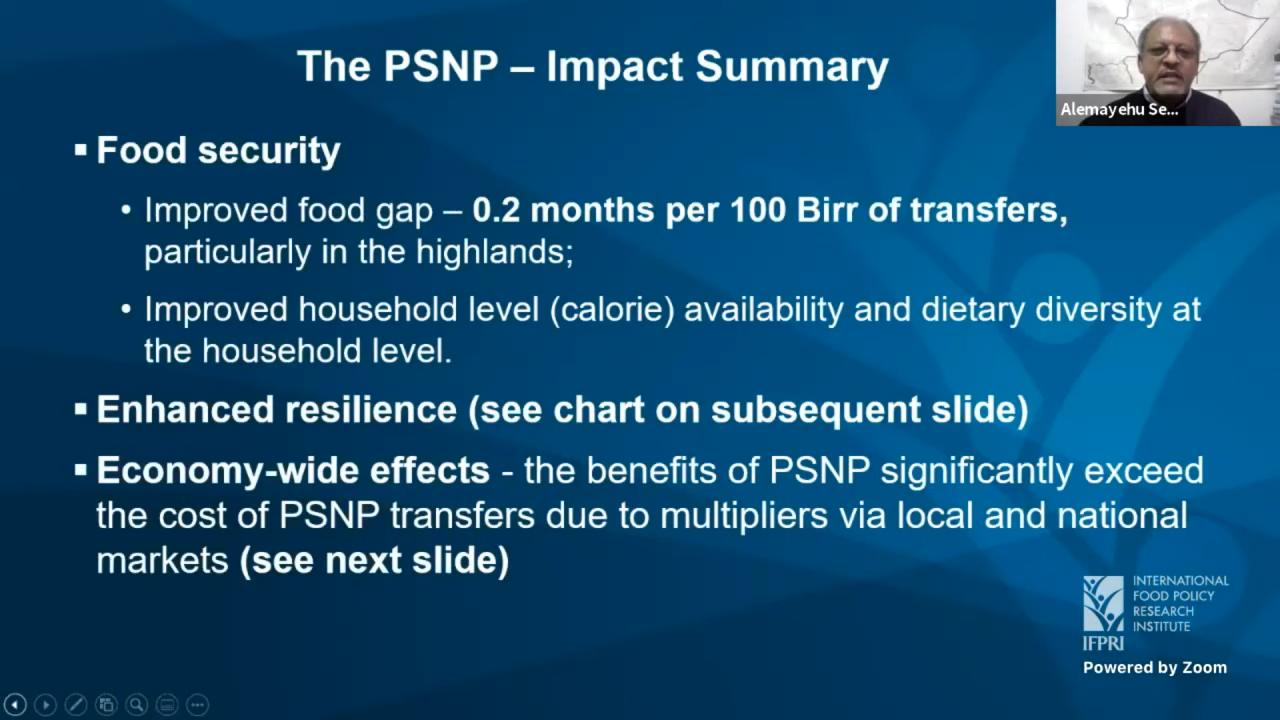 The PSNP – Impact Summary
Alemayehu Se...
▪ Food security
• Improved food gap – 0.2 months per 100 Birr of transfers,
particularly in the highlands;
• Improved household level (calorie) availability and dietary diversity at
the household level.
▪ Enhanced resilience (see chart on subsequent slide)
▪ Economy-wide effects - the benefits of PSNP significantly exceed
the cost of PSNP transfers due to multipliers via local and national
markets (see next slide)
INTERNATIONAL
FOOD POLICY
RESEARCH
INSTITUTE
IFPRI
Powered by Zoom